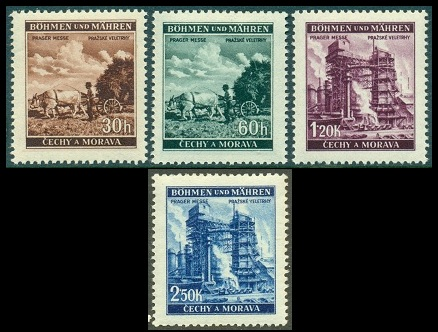 BÖHMEN UND MÄHREN
PRAGER MESSE PRAŽSKÉ VELETRHY
30h
ČECHY A MORAVA
BÖHMEN UND MÄHREN
PRAGER MESSE PRAŽSKÉ VELETRHY
60h
ČECHY A MORAVA
BÖHMEN UND MÄHREN
PRAGER MESSE PRAŽSKÉ VELETRHY
1·20K
ČECHY A MORAVA
BÖHMEN UND MÄHREN
PRAGER MESSE PRAŽSKÉ VELETRHY
2·50K
ČECHY A MORAVA